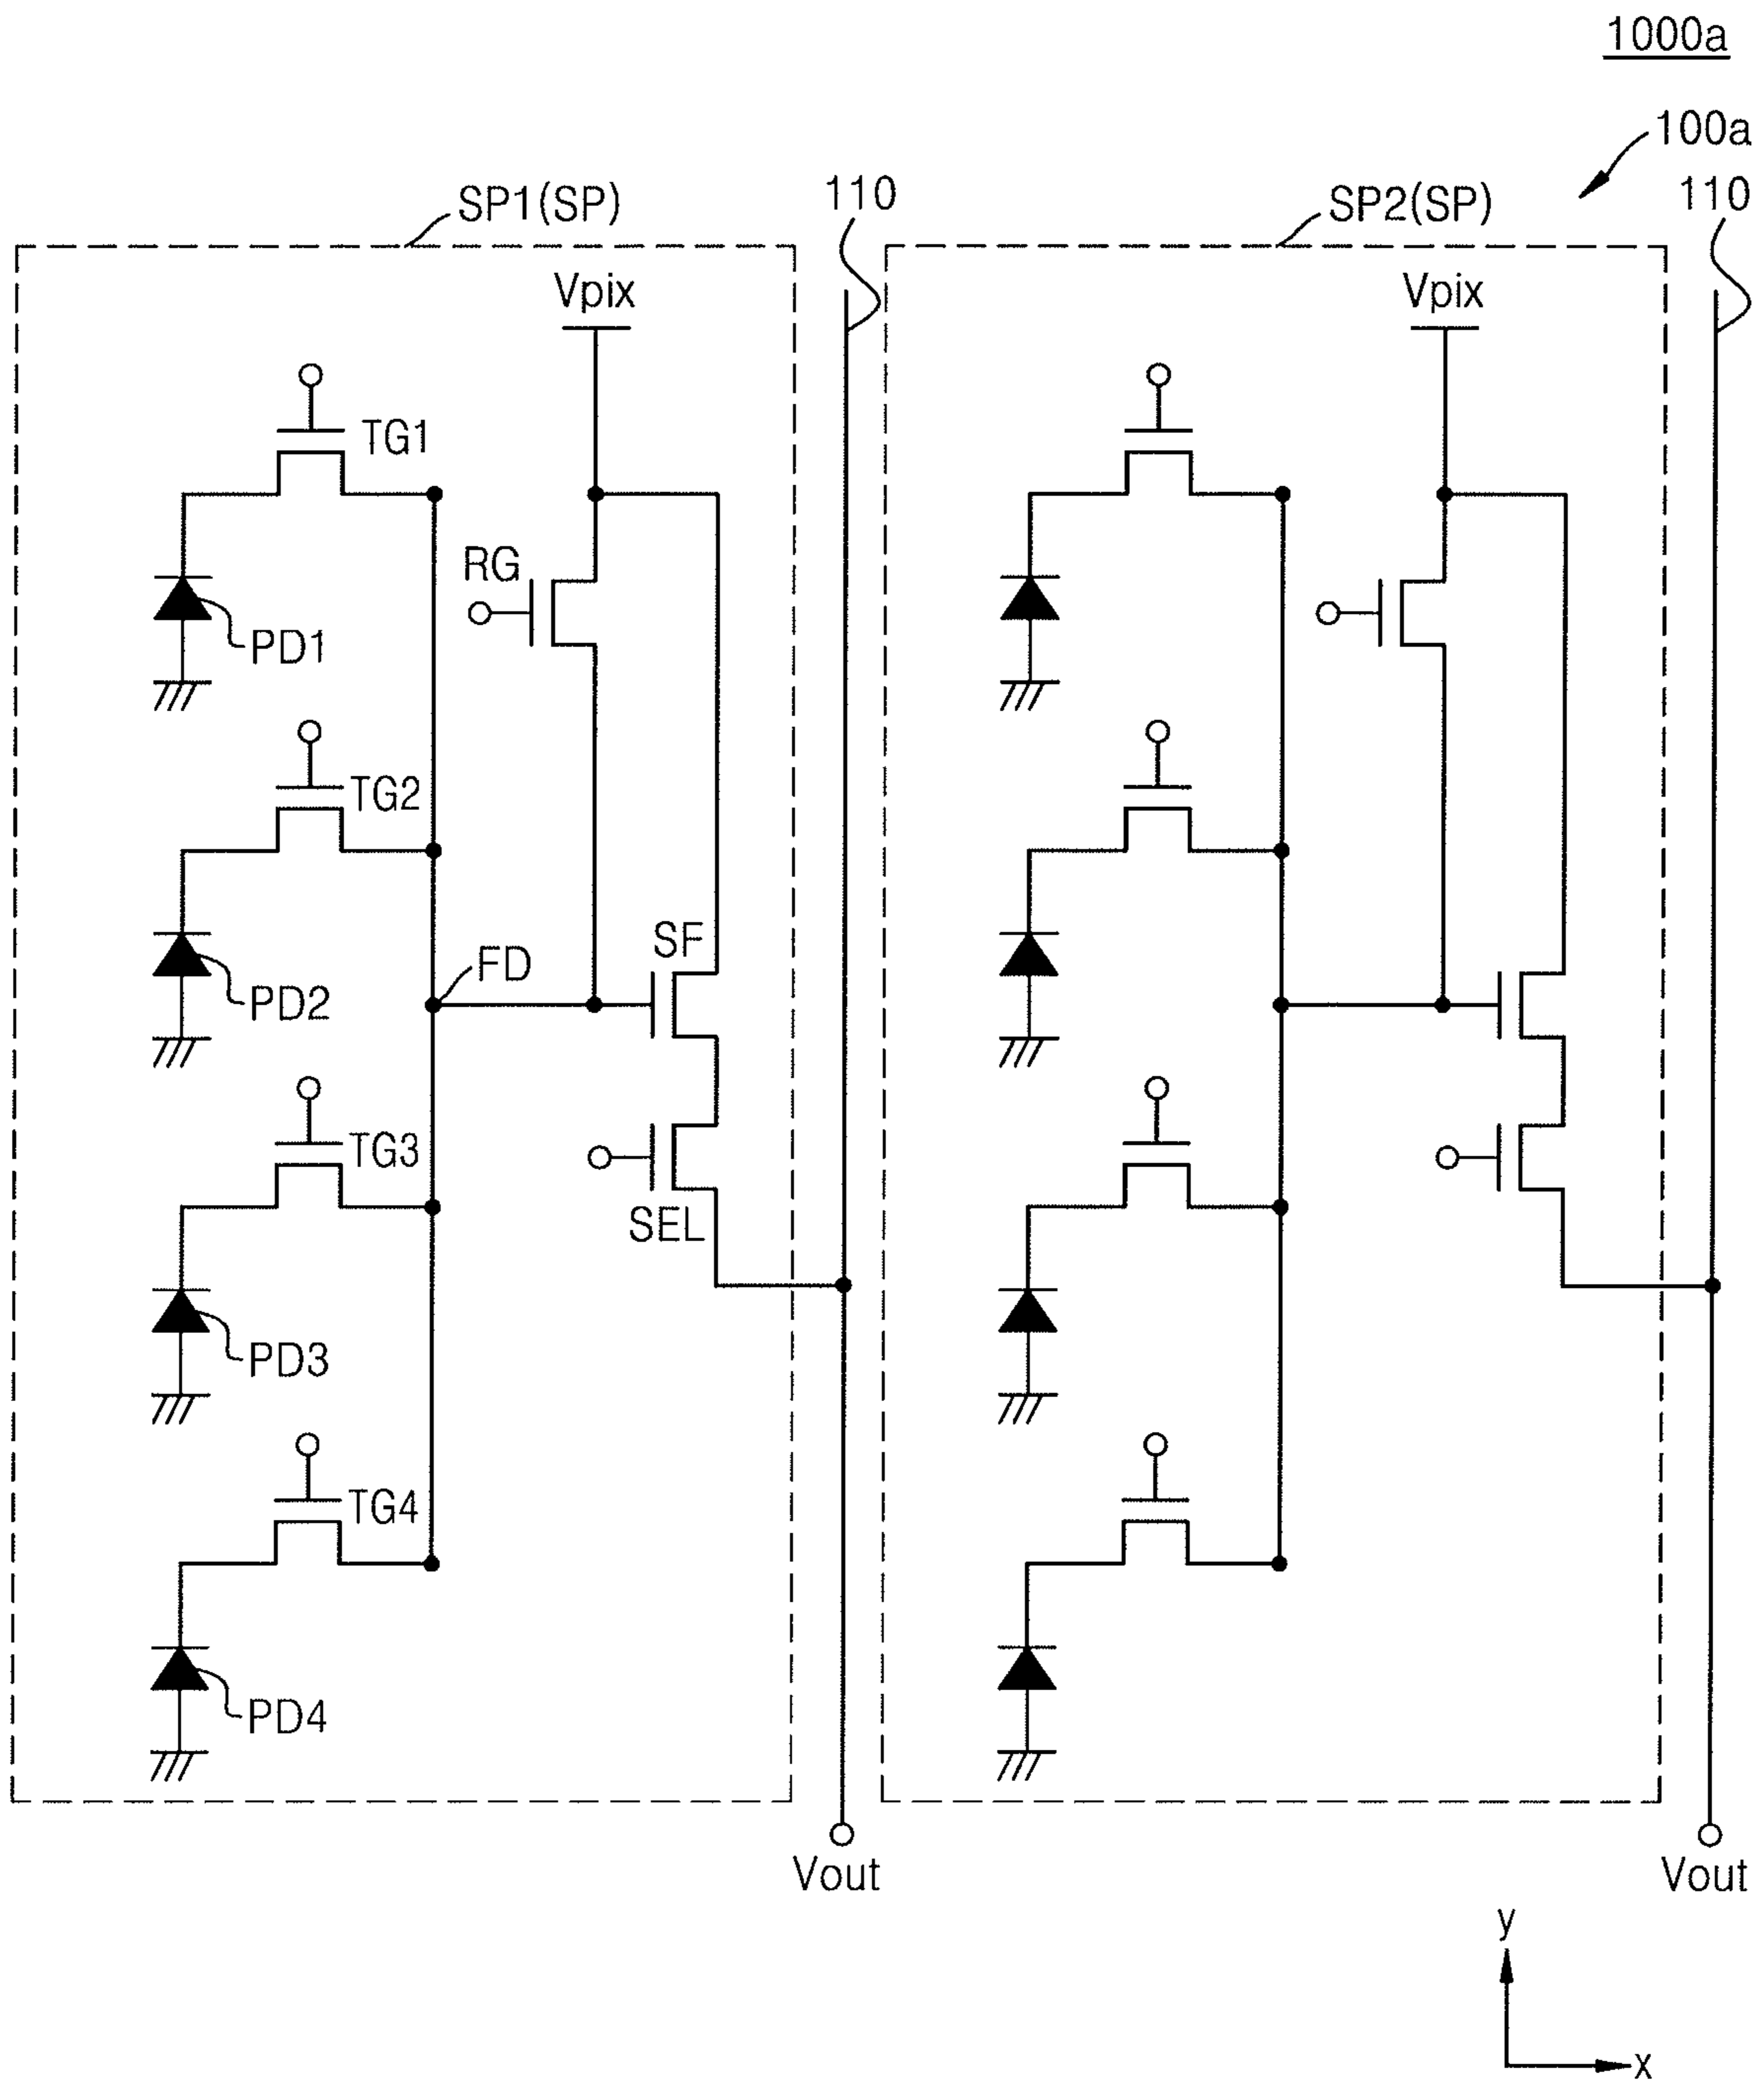 1000a
100a
SP1(SP)
110
SP2(SP)
110
Vpix
Vpix
TG1
RG
PD1
TG2
SF
FD
PD2
TG3
SEL
PD3
TG4
PD4
Vout
Vout
y
x